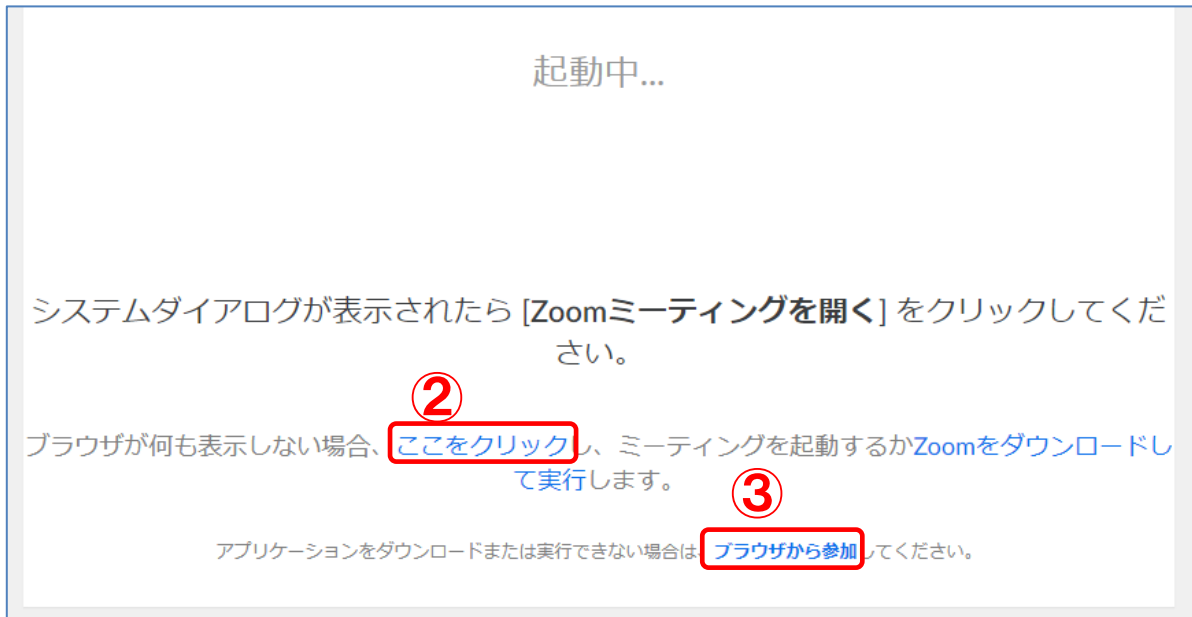 起動中...
システムダイアログが表示されたら [Zoomミーティングを開く] をクリックしてくだ
さい。
②
ブラウザが何も表示しない場合、ここをクリックし、ミーティングを起動するかZoomをダウンロードし
て実行します。
③
アプリケーションをダウンロードまたは実行できない場合は、ブラウザから参加してください。